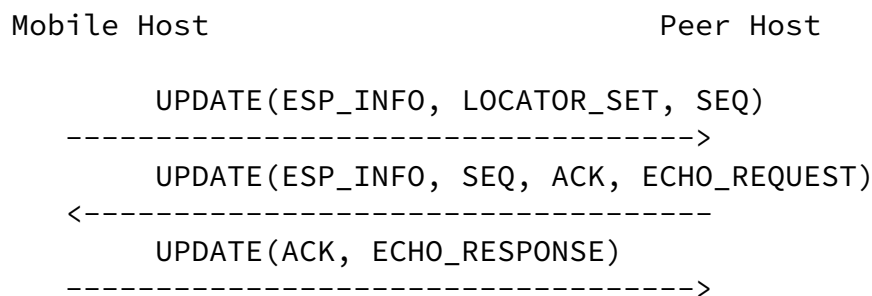 Mobile Host Peer Host
UPDATE(ESP_INFO, LOCATOR_SET, SEQ)
----------------------------------->
UPDATE(ESP_INFO, SEQ, ACK, ECHO_REQUEST)
<-----------------------------------
UPDATE(ACK, ECHO_RESPONSE)
----------------------------------->